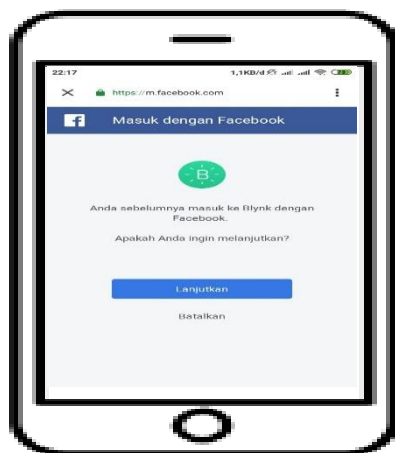 22:17
1,1KB/d
https://m.facebook.com
f Masuk dengan Facebook
B
Anda sebelumnya masuk ke Blynk dengan
Facebook.
Apakah Anda ingin melanjutkan?
Lanjutkan
Batalkan